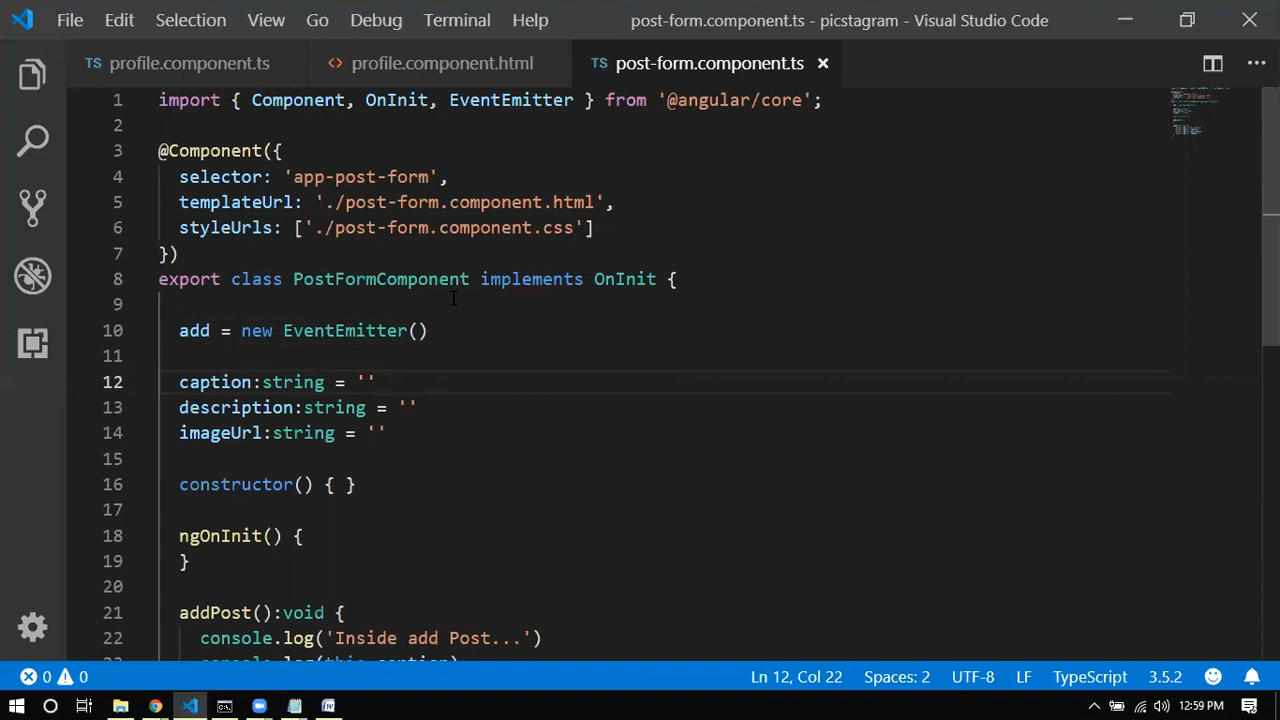 File Edit Selection View Go Debug Terminal Help post-form.component.ts - picstagram - Visual Studio Code
TS profile.component.ts <> profile.component.html TS post-form.component.ts
1 import { Component, OnInit, EventEmitter } from '@angular/core';
2
3 @Component({
4 selector: 'app-post-form',
5 templateUrl: './post-form.component.html',
6 styleUrls: ['./post-form.component.css']
7 })
8 export class PostFormComponent implements OnInit {
9
10 add = new EventEmitter()
11
12 caption:string = ''
13 description:string = ''
14 imageUrl:string = ''
15
16 constructor() { }
17
18 ngOnInit() {
19 }
20
21 addPost():void {
22 console.log('Inside add Post...')
23 console.log(this.caption)
0 0 Ln 12, Col 22 Spaces: 2 UTF-8 LF TypeScript 3.5.2
12:59 PM